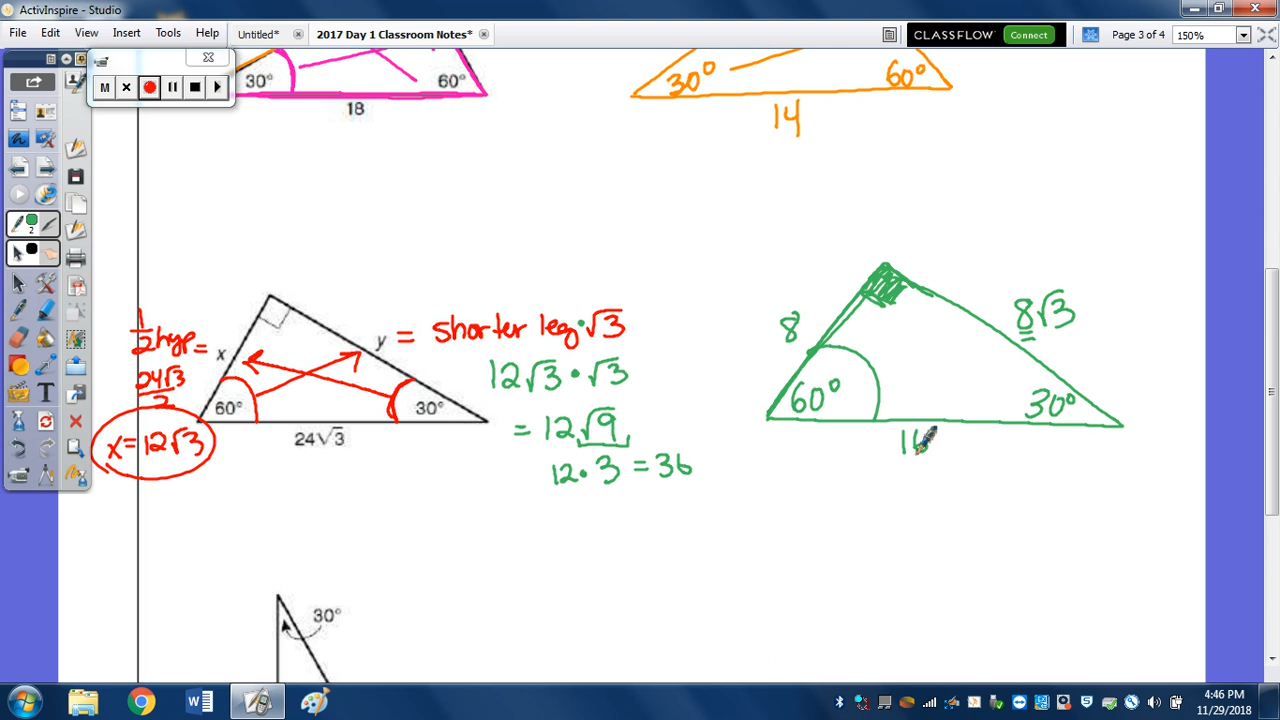 ActivInspire - Studio
File Edit View Insert Tools Help
Untitled*
2017 Day 1 Classroom Notes*
CLASSFLOW Connect
Page 3 of 4
150%
M
2
T
30°
60°
18
30°
60°
14
1/2 hyp =
x
24√3/2
x = 12√3
60°
30°
24√3
y = shorter leg · √3
12√3 · √3
= 12√9
12 · 3 = 36
8
8√3
60°
30°
16
30°
W
4:46 PM
11/29/2018